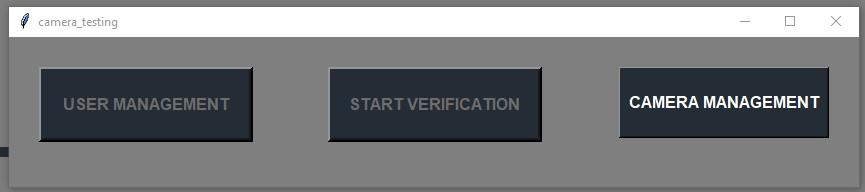 camera_testing
USER MANAGEMENT
START VERIFICATION
CAMERA MANAGEMENT